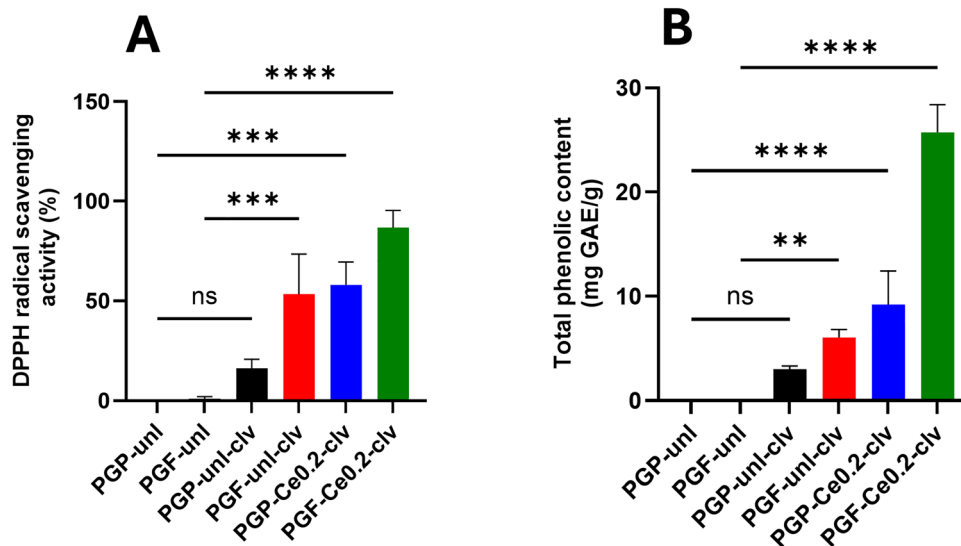 A
****
***
***
ns
150
100
50
0
DPPH radical scavenging
activity (%)
PGP-unl
PGF-unl
PGP-unl-clv
PGF-unl-clv
PGP-Ce0.2-clv
PGF-Ce0.2-clv
B
****
****
**
ns
30
20
10
0
Total phenolic content
(mg GAE/g)
PGP-unl
PGF-unl
PGP-unl-clv
PGF-unl-clv
PGP-Ce0.2-clv
PGF-Ce0.2-clv